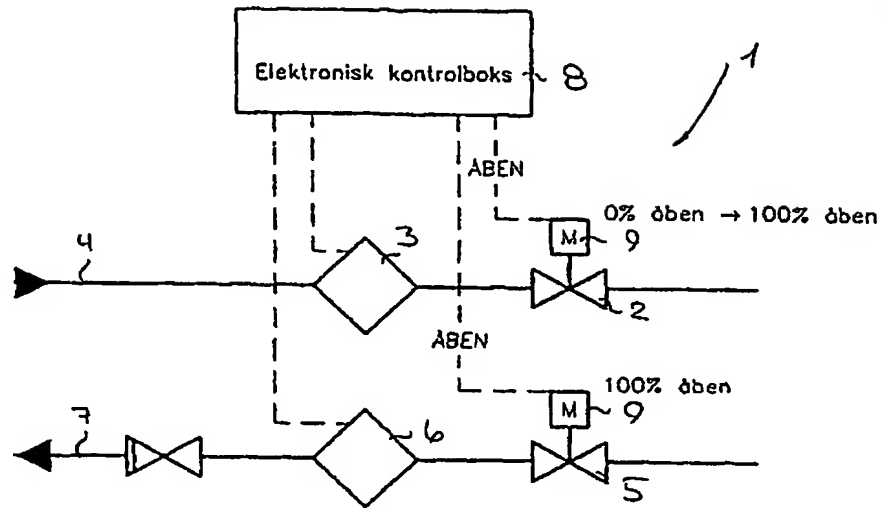 Elektronisk kontrolboks
8
1
ÅBEN
0% åben → 100% åben
M
9
3
4
2
ÅBEN
100% åben
M
9
7
6
5